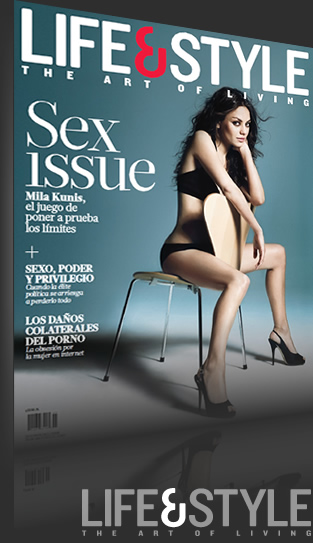 LIFE&STYLE
THE ART OF LIVING
Sex
issue
Mila Kunis,
el juego de
poner a prueba
los límites
+
SEXO, PODER
Y PRIVILEGIO
Cuando la élite
política se arriesga
a perderlo todo
LOS DAÑOS
COLATERALES
DEL PORNO
La obsesión por
la mujer en internet
LIFE&STYLE
THE ART OF LIVING